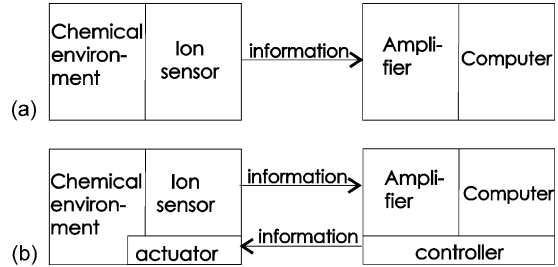 Chemical
environ-
ment
Ion
sensor
information
Ampli-
fier
Computer
(a)
Chemical
environ-
ment
Ion
sensor
information
Ampli-
fier
Computer
information
(b)
actuator
controller